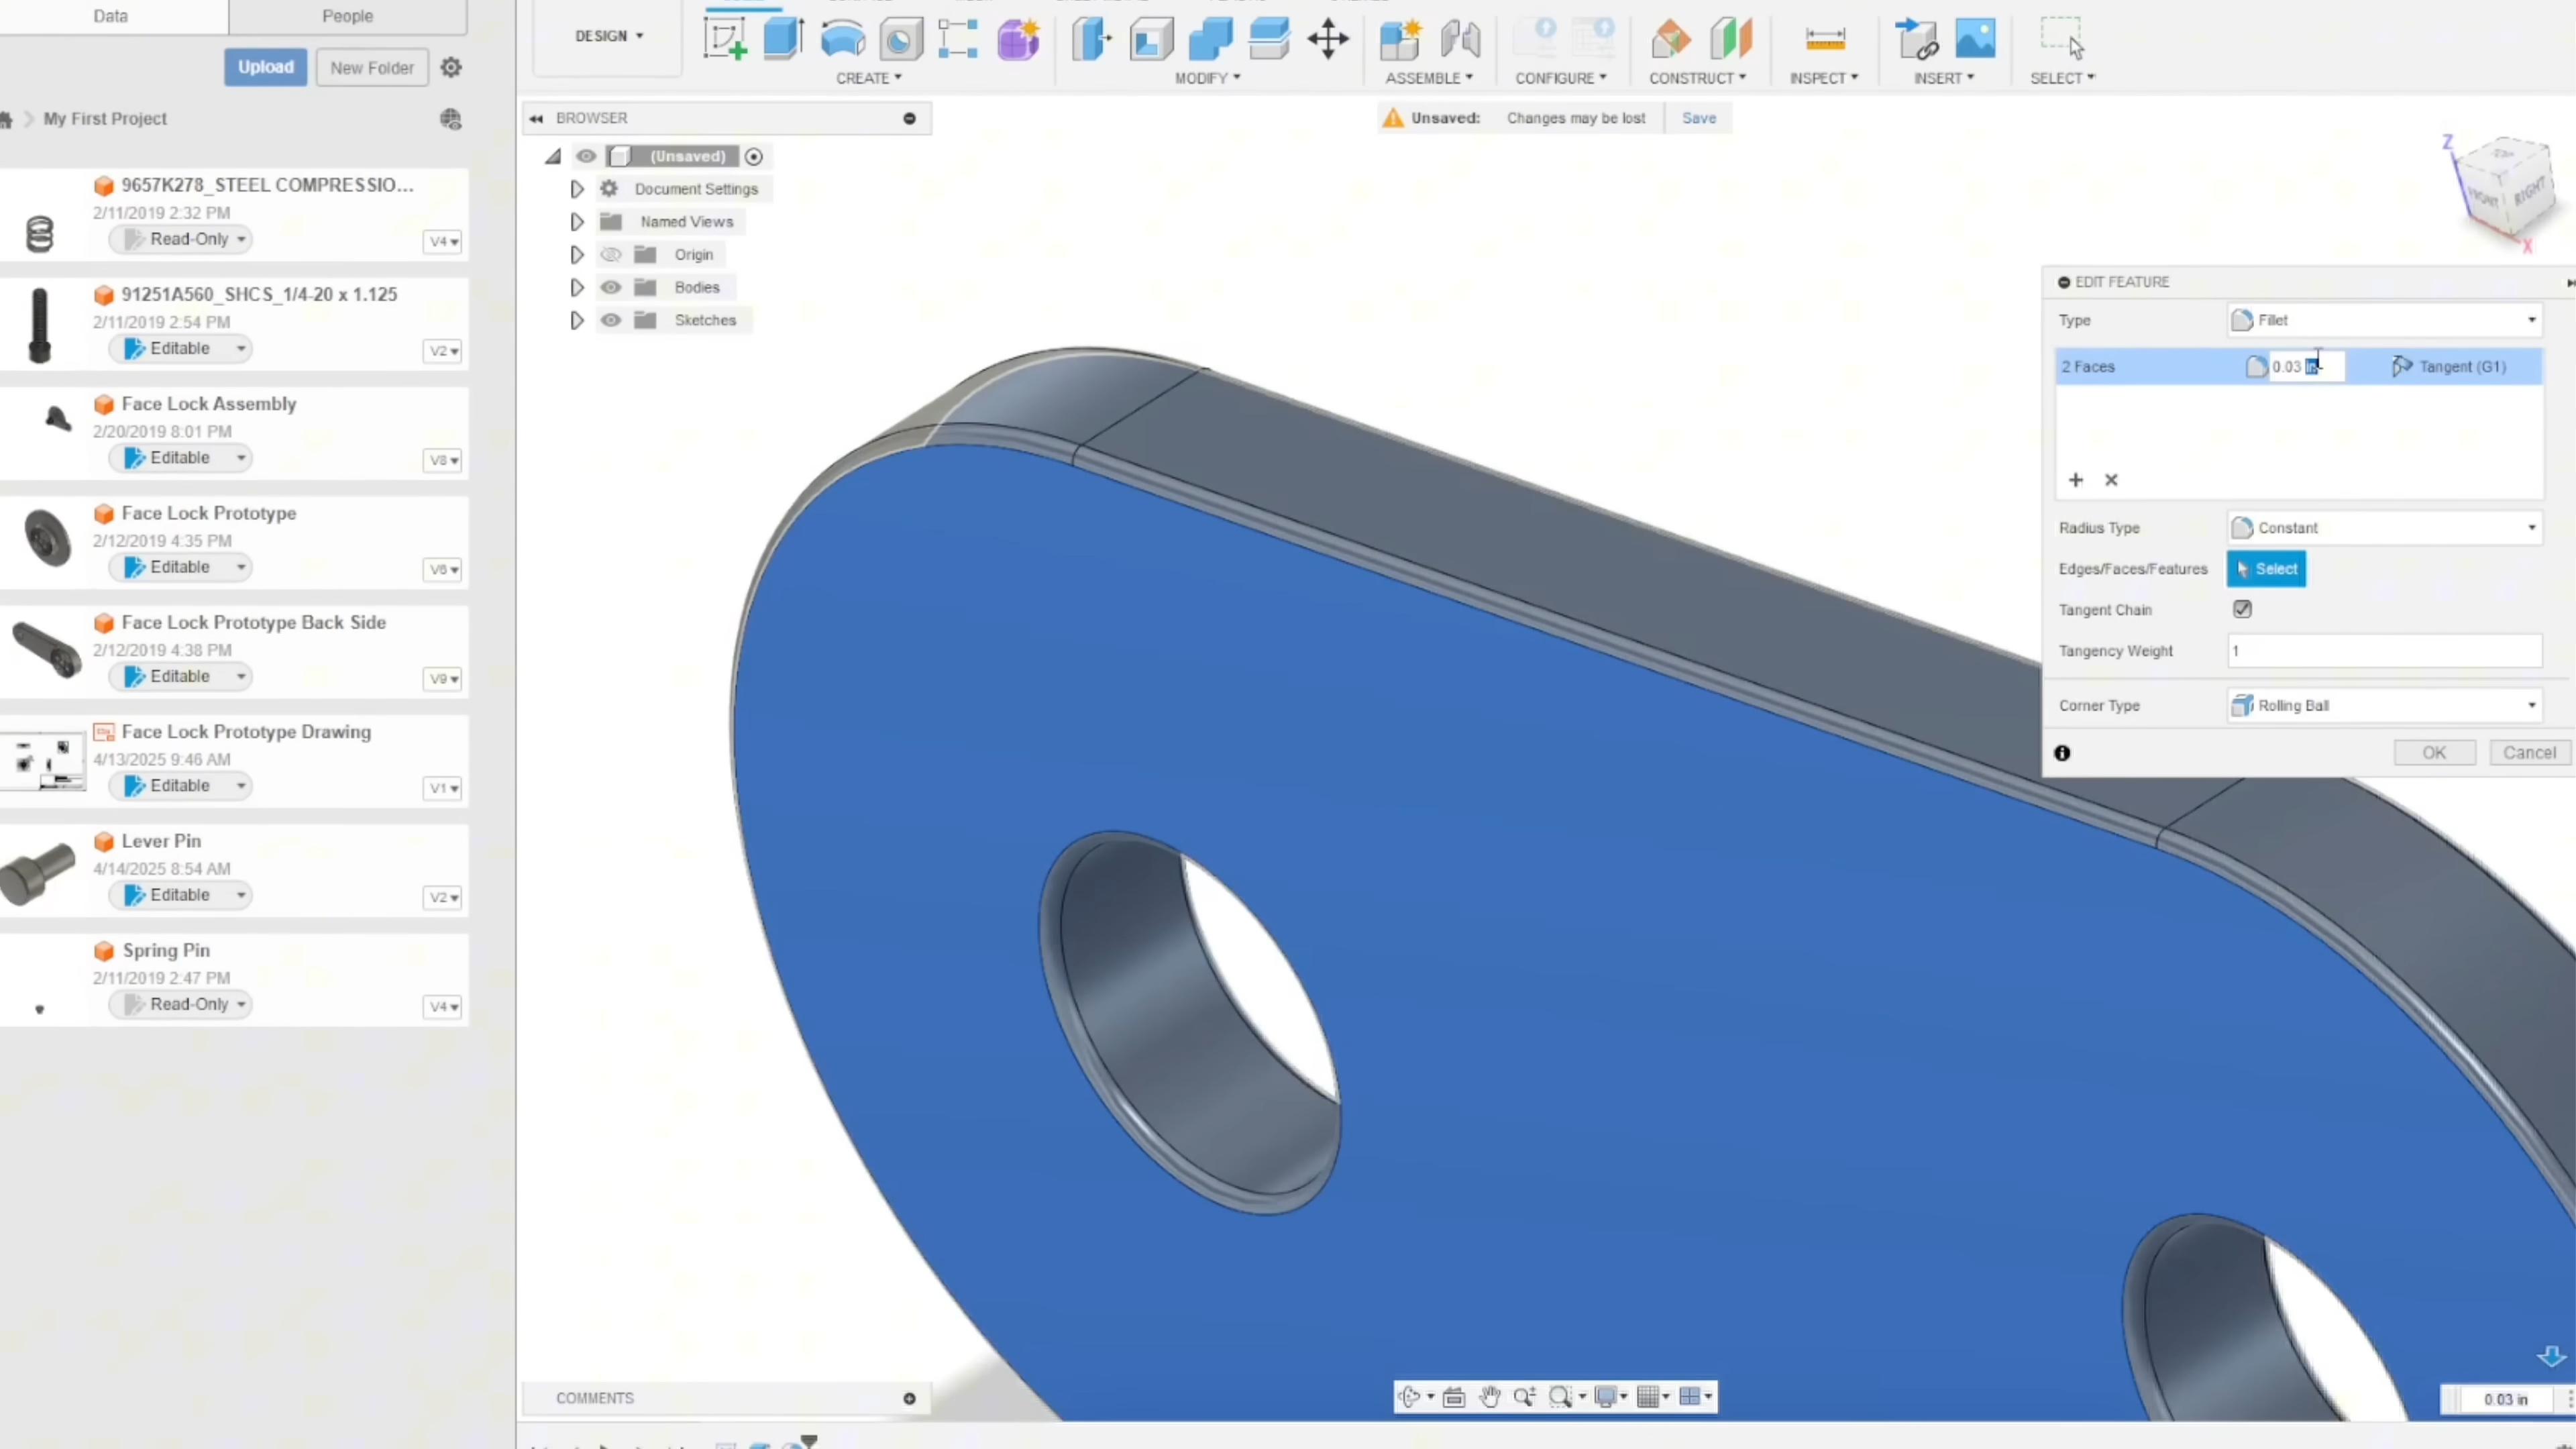 Data
People
Upload
New Folder
My First Project
9657K278_STEEL COMPRESSIO...
2/11/2019 2:32 PM
Read-Only
V4
91251A560_SHCS_1/4-20 x 1.125
2/11/2019 2:54 PM
Editable
V2
Face Lock Assembly
2/20/2019 8:01 PM
Editable
V8
Face Lock Prototype
2/12/2019 4:35 PM
Editable
V6
Face Lock Prototype Back Side
2/12/2019 4:38 PM
Editable
V9
Face Lock Prototype Drawing
4/13/2025 9:46 AM
Editable
V1
Lever Pin
4/14/2025 8:54 AM
Editable
V2
Spring Pin
2/11/2019 2:47 PM
Read-Only
V4
DESIGN
CREATE
MODIFY
ASSEMBLE
CONFIGURE
CONSTRUCT
INSPECT
INSERT
SELECT
BROWSER
Unsaved: Changes may be lost Save
(Unsaved)
Document Settings
Named Views
Origin
Bodies
Sketches
Z
TOP
FRONT
RIGHT
X
EDIT FEATURE
Type Fillet
2 Faces 0.03 in Tangent (G1)
Radius Type Constant
Edges/Faces/Features Select
Tangent Chain
Tangency Weight 1
Corner Type Rolling Ball
OK Cancel
COMMENTS
0.03 in